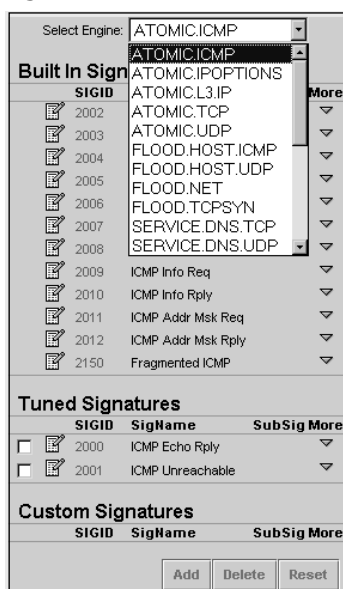 Select Engine: ATOMIC.ICMP
ATOMIC.ICMP
Built In Sign ATOMIC.IPOPTIONS
SIGID ATOMIC.L3.IP More
2002 ATOMIC.TCP
2003 ATOMIC.UDP
2004 FLOOD.HOST.ICMP
2005 FLOOD.HOST.UDP
2006 FLOOD.NET
FLOOD.TCPSYN
2007 SERVICE.DNS.TCP
2008 SERVICE.DNS.UDP
2009 ICMP Info Req
2010 ICMP Info Rply
2011 ICMP Addr Msk Req
2012 ICMP Addr Msk Rply
2150 Fragmented ICMP
Tuned Signatures
SIGID SigName SubSig More
2000 ICMP Echo Rply
2001 ICMP Unreachable
Custom Signatures
SIGID SigName SubSig More
Add Delete Reset